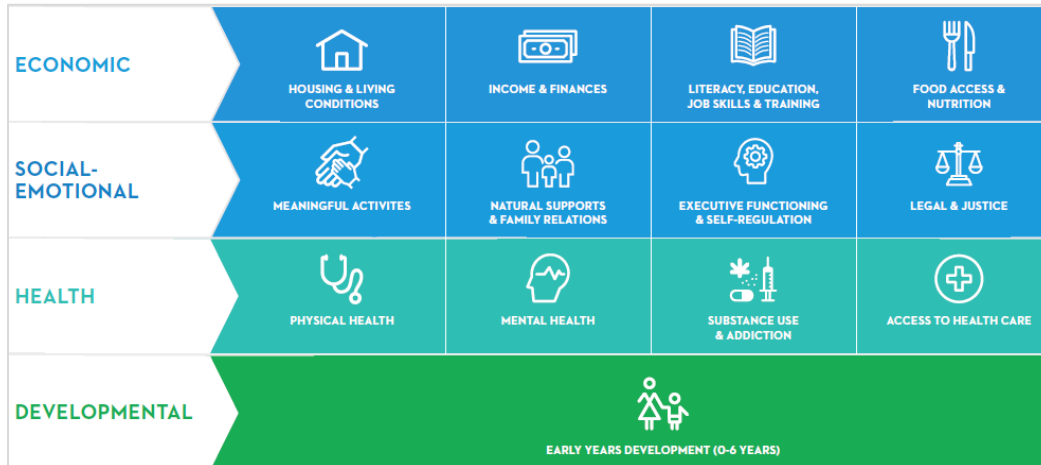 ECONOMIC
HOUSING & LIVING
CONDITIONS
INCOME & FINANCES
LITERACY, EDUCATION,
JOB SKILLS & TRAINING
FOOD ACCESS &
NUTRITION
SOCIAL-
EMOTIONAL
MEANINGFUL ACTIVITES
NATURAL SUPPORTS
& FAMILY RELATIONS
EXECUTIVE FUNCTIONING
& SELF-REGULATION
LEGAL & JUSTICE
HEALTH
PHYSICAL HEALTH
MENTAL HEALTH
SUBSTANCE USE
& ADDICTION
ACCESS TO HEALTH CARE
DEVELOPMENTAL
EARLY YEARS DEVELOPMENT (0-6 YEARS)